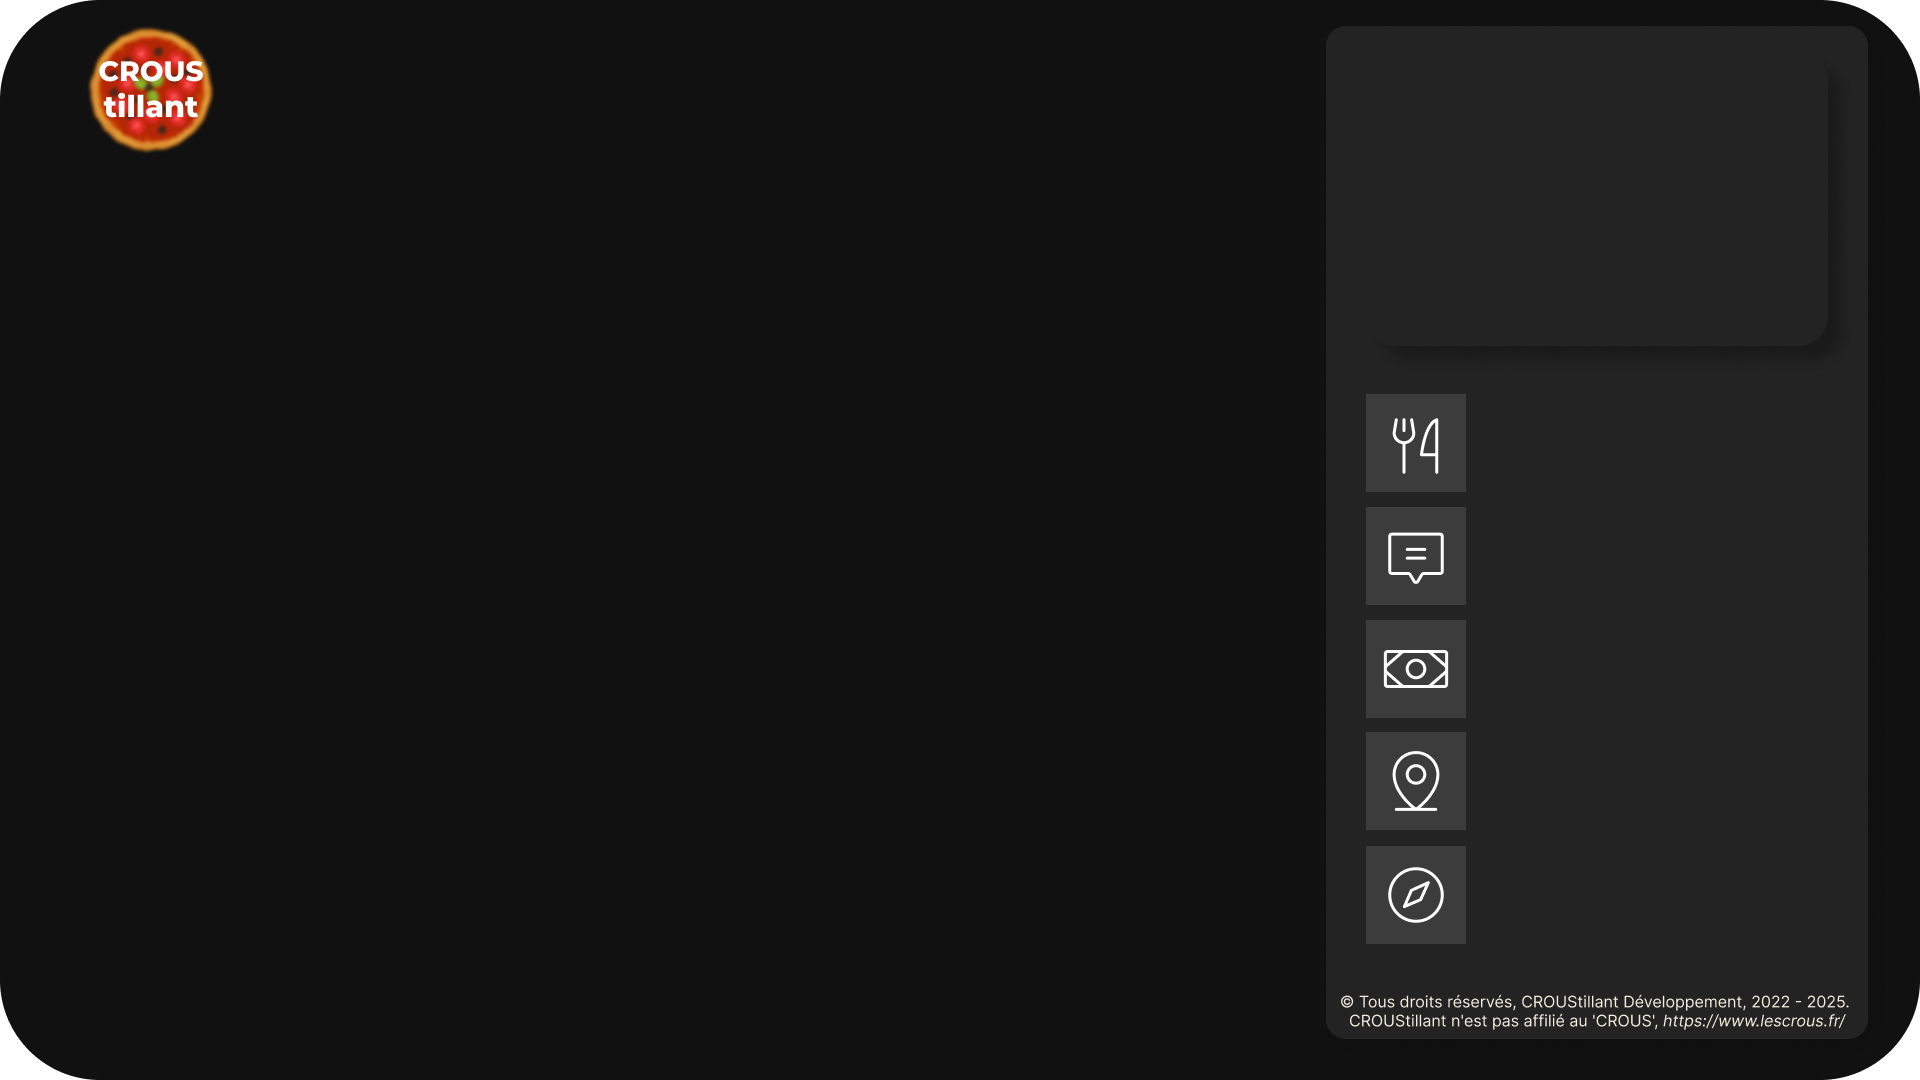 CROUS
tillant
© Tous droits réservés, CROUStillant Développement, 2022 - 2025.
CROUStillant n'est pas affilié au 'CROUS', https://www.lescrous.fr/